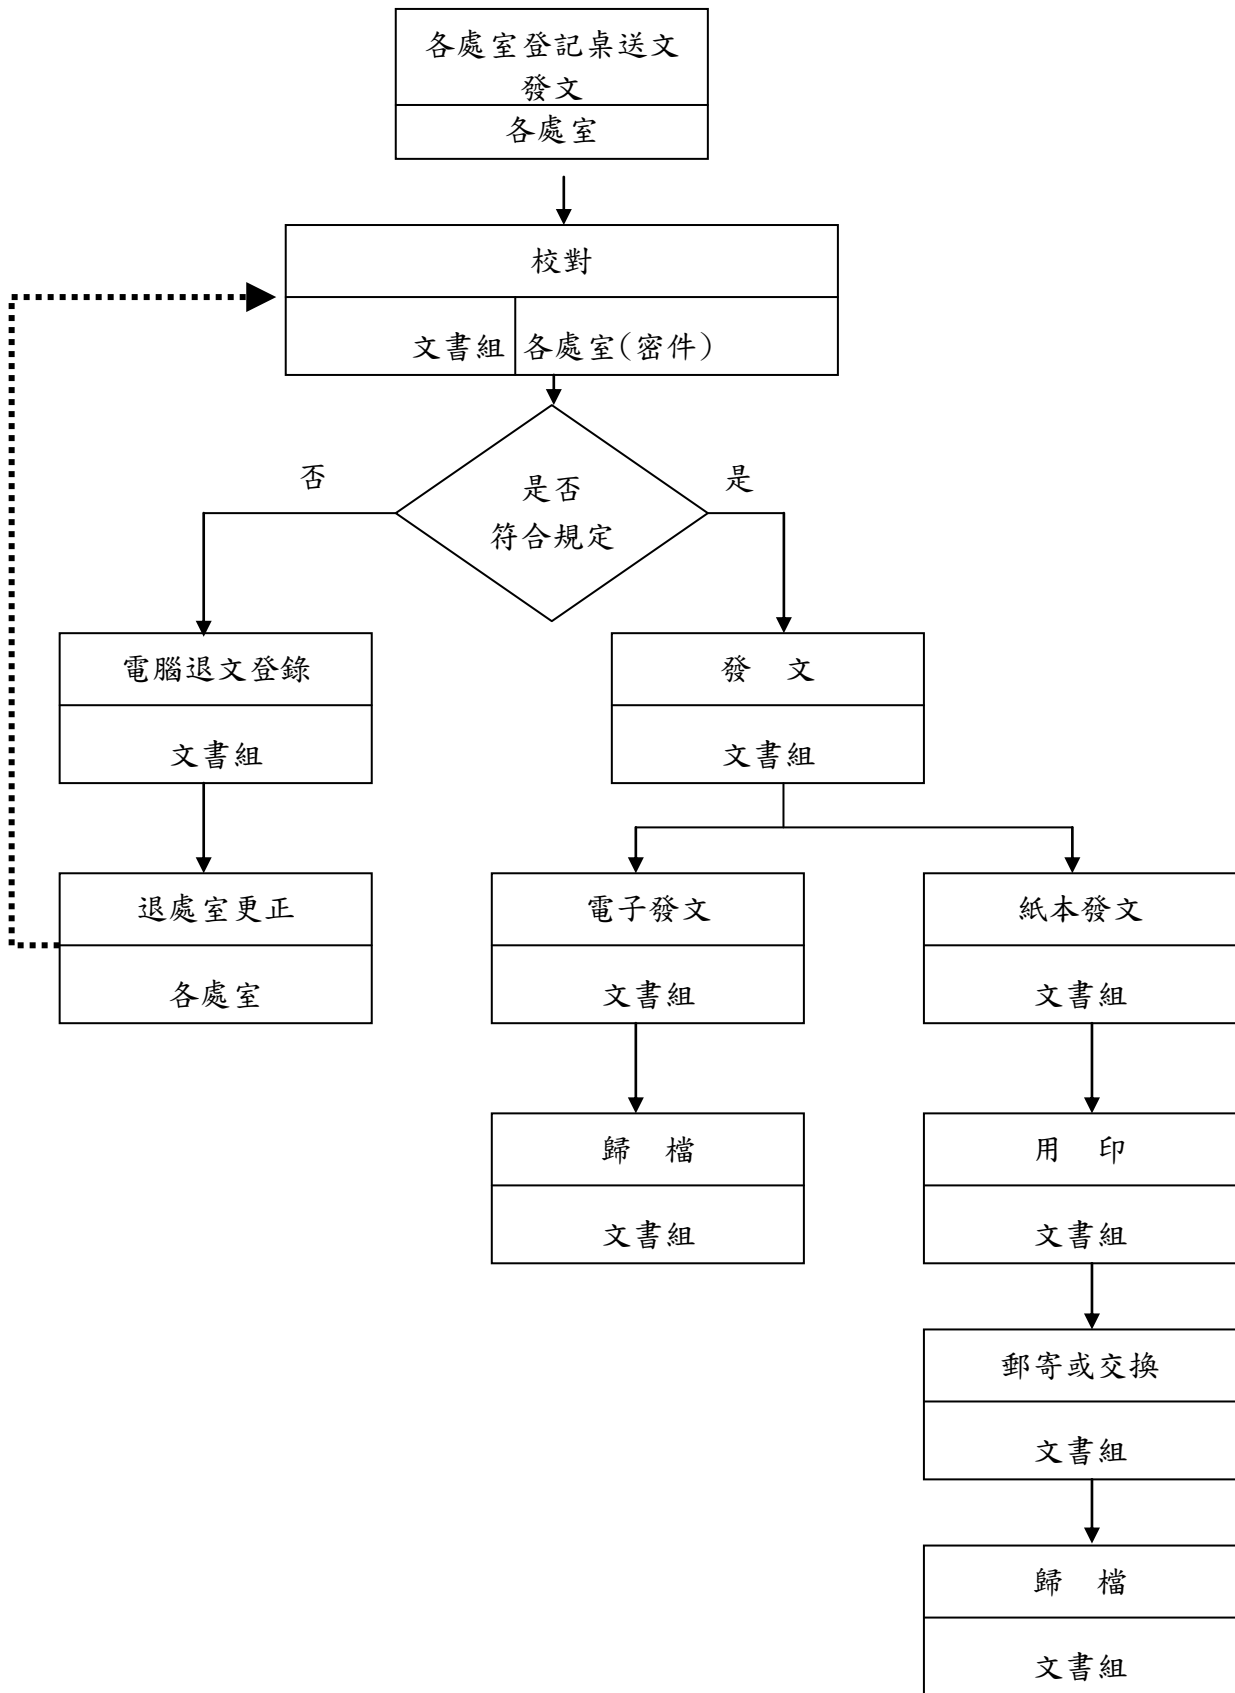 各處室登記桌送文
發文
各處室
校對
文書組 各處室(密件)
否
是
是否
符合規定
電腦退文登錄
文書組
發 文
文書組
退處室更正
各處室
電子發文
文書組
紙本發文
文書組
歸 檔
文書組
用 印
文書組
郵寄或交換
文書組
歸 檔
文書組